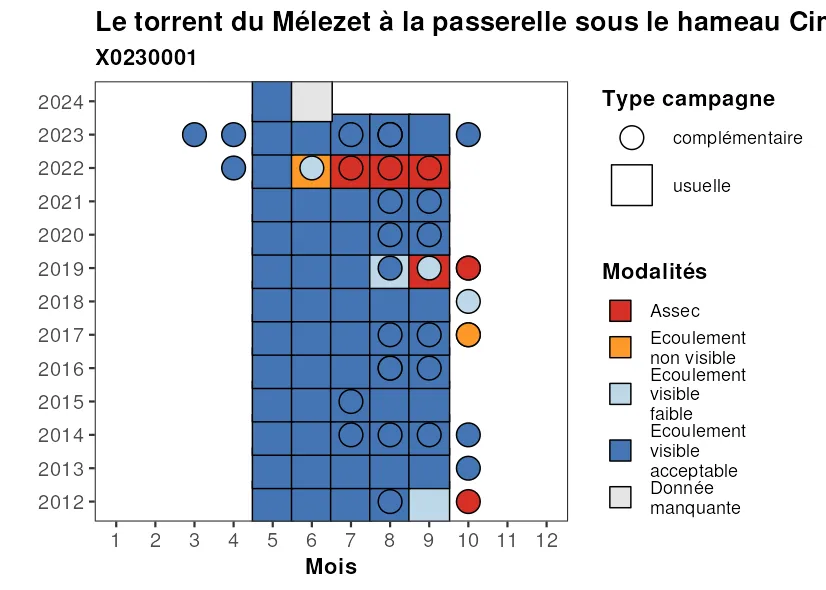 Le torrent du Mélezet à la passerelle sous le hameau Cir
X0230001
2024
2023
2022
2021
2020
2019
2018
2017
2016
2015
2014
2013
2012
1 2 3 4 5 6 7 8 9 10 11 12
Mois
Type campagne
complémentaire
usuelle
Modalités
Assec
Ecoulement
non visible
Ecoulement
visible
faible
Ecoulement
visible
acceptable
Donnée
manquante